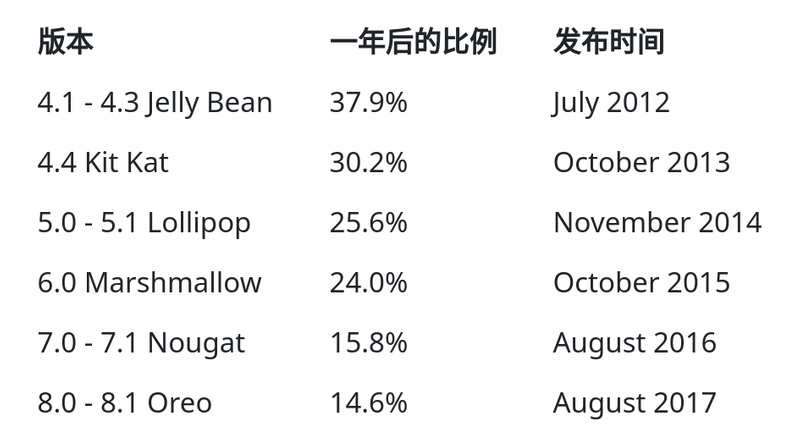 版本 一年后的比例 发布时间
4.1 - 4.3 Jelly Bean 37.9% July 2012
4.4 Kit Kat 30.2% October 2013
5.0 - 5.1 Lollipop 25.6% November 2014
6.0 Marshmallow 24.0% October 2015
7.0 - 7.1 Nougat 15.8% August 2016
8.0 - 8.1 Oreo 14.6% August 2017